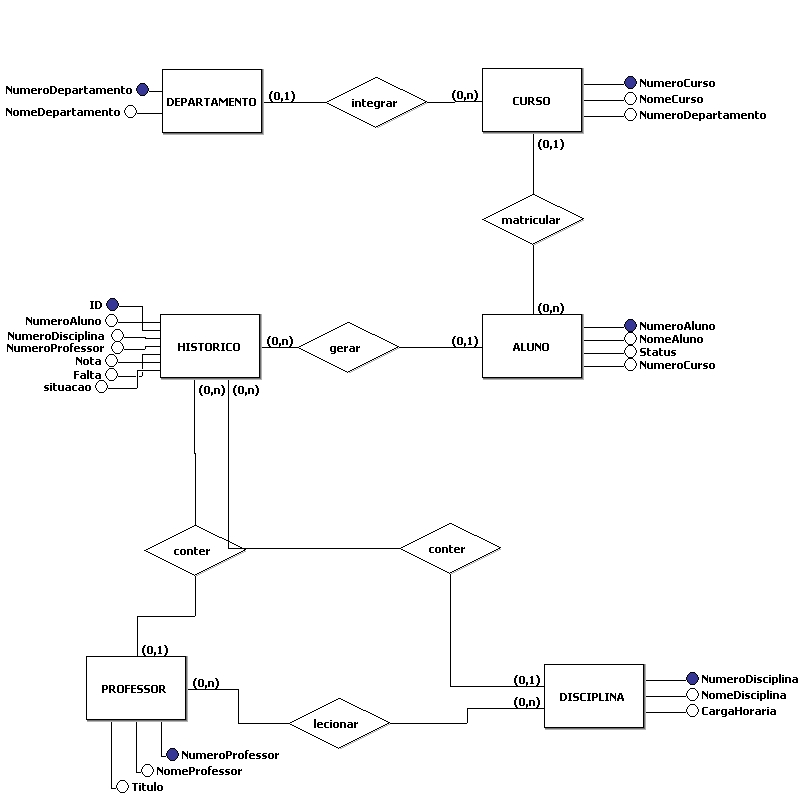 NumeroDepartamento
NomeDepartamento
DEPARTAMENTO
(0,1)
integrar
(0,n)
CURSO
NumeroCurso
NomeCurso
NumeroDepartamento
(0,1)
matricular
(0,n)
ID
NumeroAluno
NumeroDisciplina
NumeroProfessor
Nota
Falta
situacao
HISTORICO
(0,n)
gerar
(0,1)
ALUNO
NumeroAluno
NomeAluno
Status
NumeroCurso
(0,n)
(0,n)
conter
conter
(0,1)
PROFESSOR
(0,n)
lecionar
(0,1)
(0,n)
DISCIPLINA
NumeroDisciplina
NomeDisciplina
CargaHoraria
NumeroProfessor
NomeProfessor
Titulo